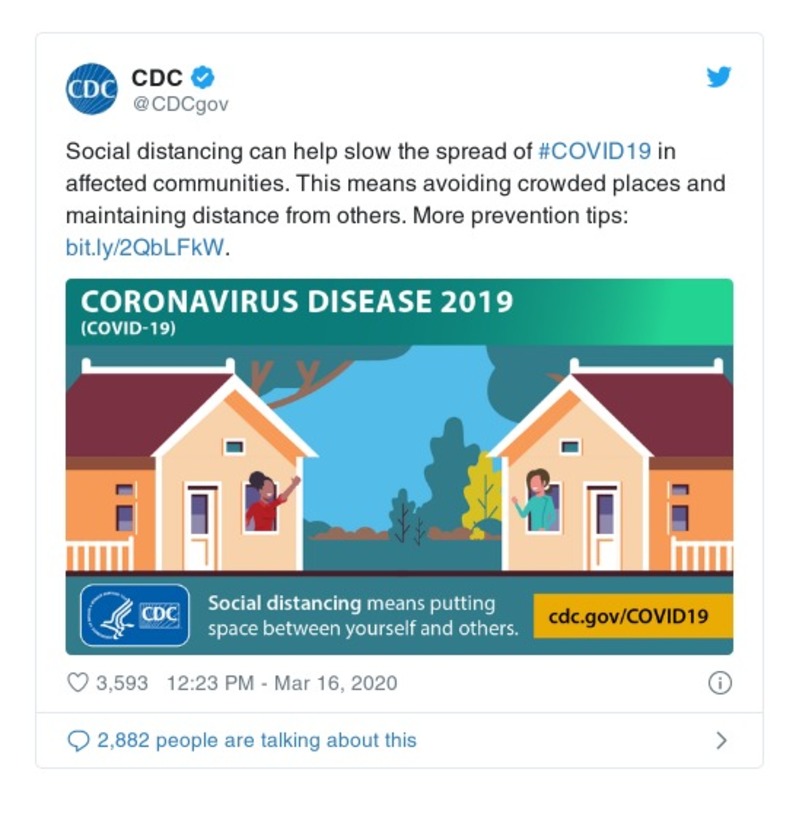 CDC
CDC
@CDCgov
Social distancing can help slow the spread of #COVID19 in
affected communities. This means avoiding crowded places and
maintaining distance from others. More prevention tips:
bit.ly/2QbLFkW.
CORONAVIRUS DISEASE 2019
(COVID-19)
CDC
Social distancing means putting
space between yourself and others.
cdc.gov/COVID19
3,593 12:23 PM - Mar 16, 2020
2,882 people are talking about this